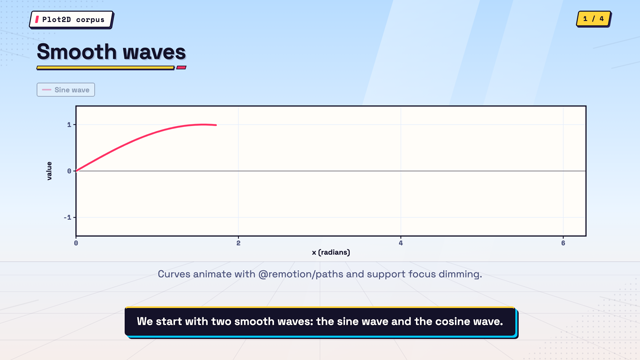 Plot2D corpus
1 / 4
Smooth waves
Sine wave
1
0
-1
value
0 2 4 6
x (radians)
Curves animate with @remotion/paths and support focus dimming.
We start with two smooth waves: the sine wave and the cosine wave.